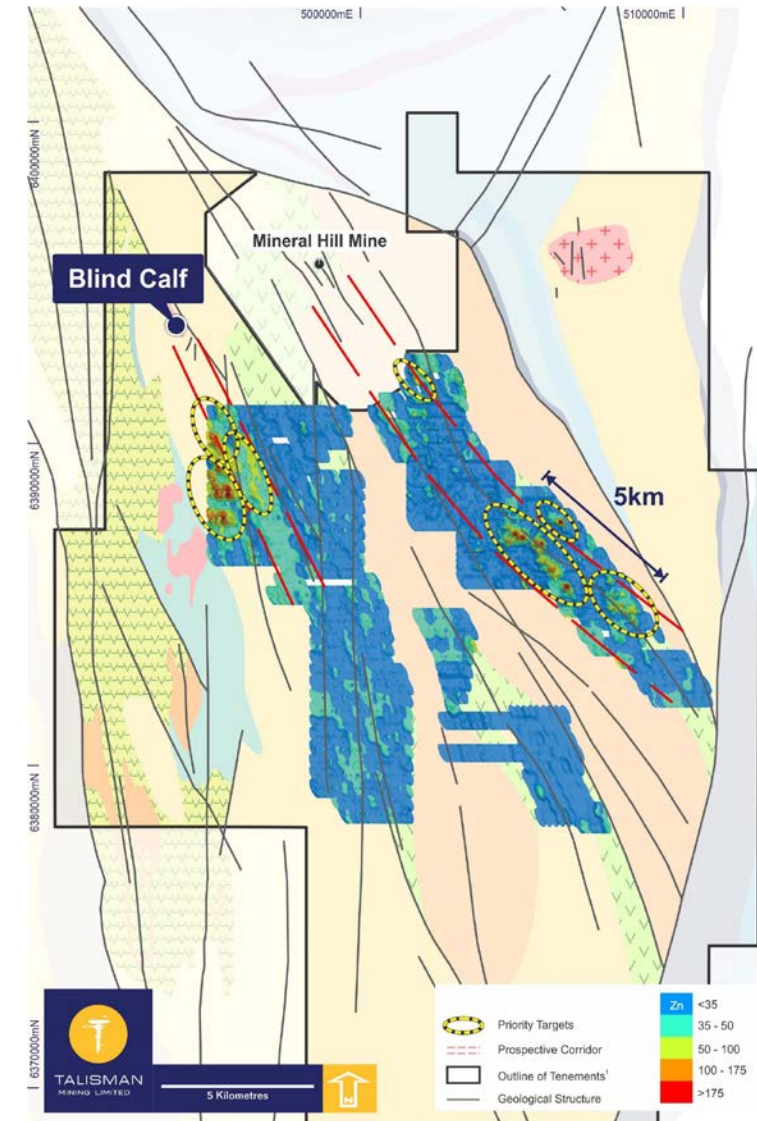 500000mE
510000mE
6400000mN
Mineral Hill Mine
Blind Calf
6390000mN
5km
6380000mN
6370000mN
TALISMAN
MINING LIMITED
5 Kilometres
N
Priority Targets
Prospective Corridor
Outline of Tenements¹
Geological Structure
Zn <35
35 - 50
50 - 100
100 - 175
>175